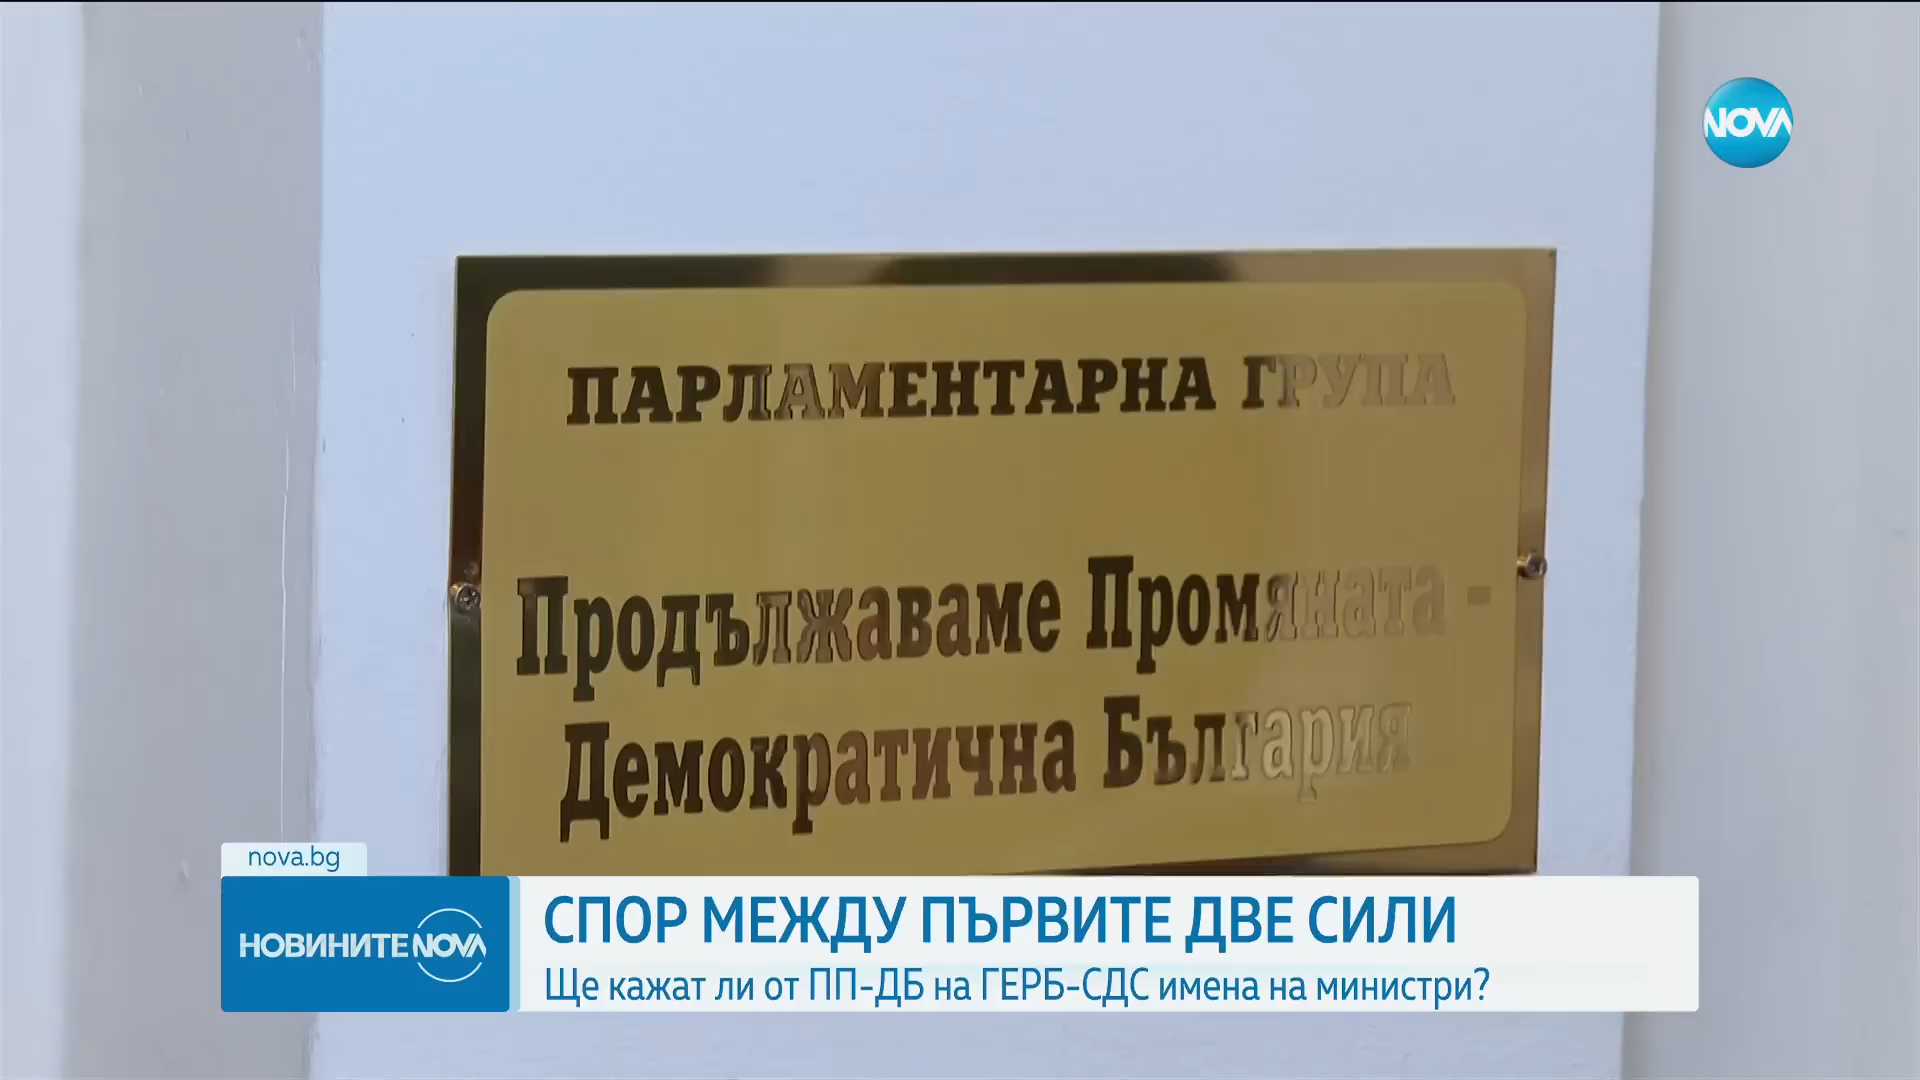 NOVA
ПАРЛАМЕНТАРНА ГРУПА
Продължаваме Промяната -
Демократична България
nova.bg
НОВИНИТЕ NOVA
СПОР МЕЖДУ ПЪРВИТЕ ДВЕ СИЛИ
Ще кажат ли от ПП-ДБ на ГЕРБ-СДС имена на министри?